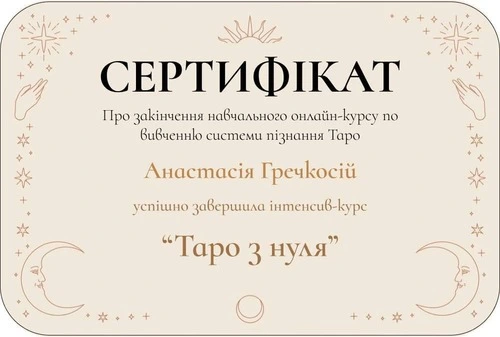 СЕРТИФІКАТ
Про закінчення навчального онлайн-курсу по
вивченню системи пізнання Таро
Анастасія Гречкосій
успішно завершила інтенсив-курс
“Таро з нуля”